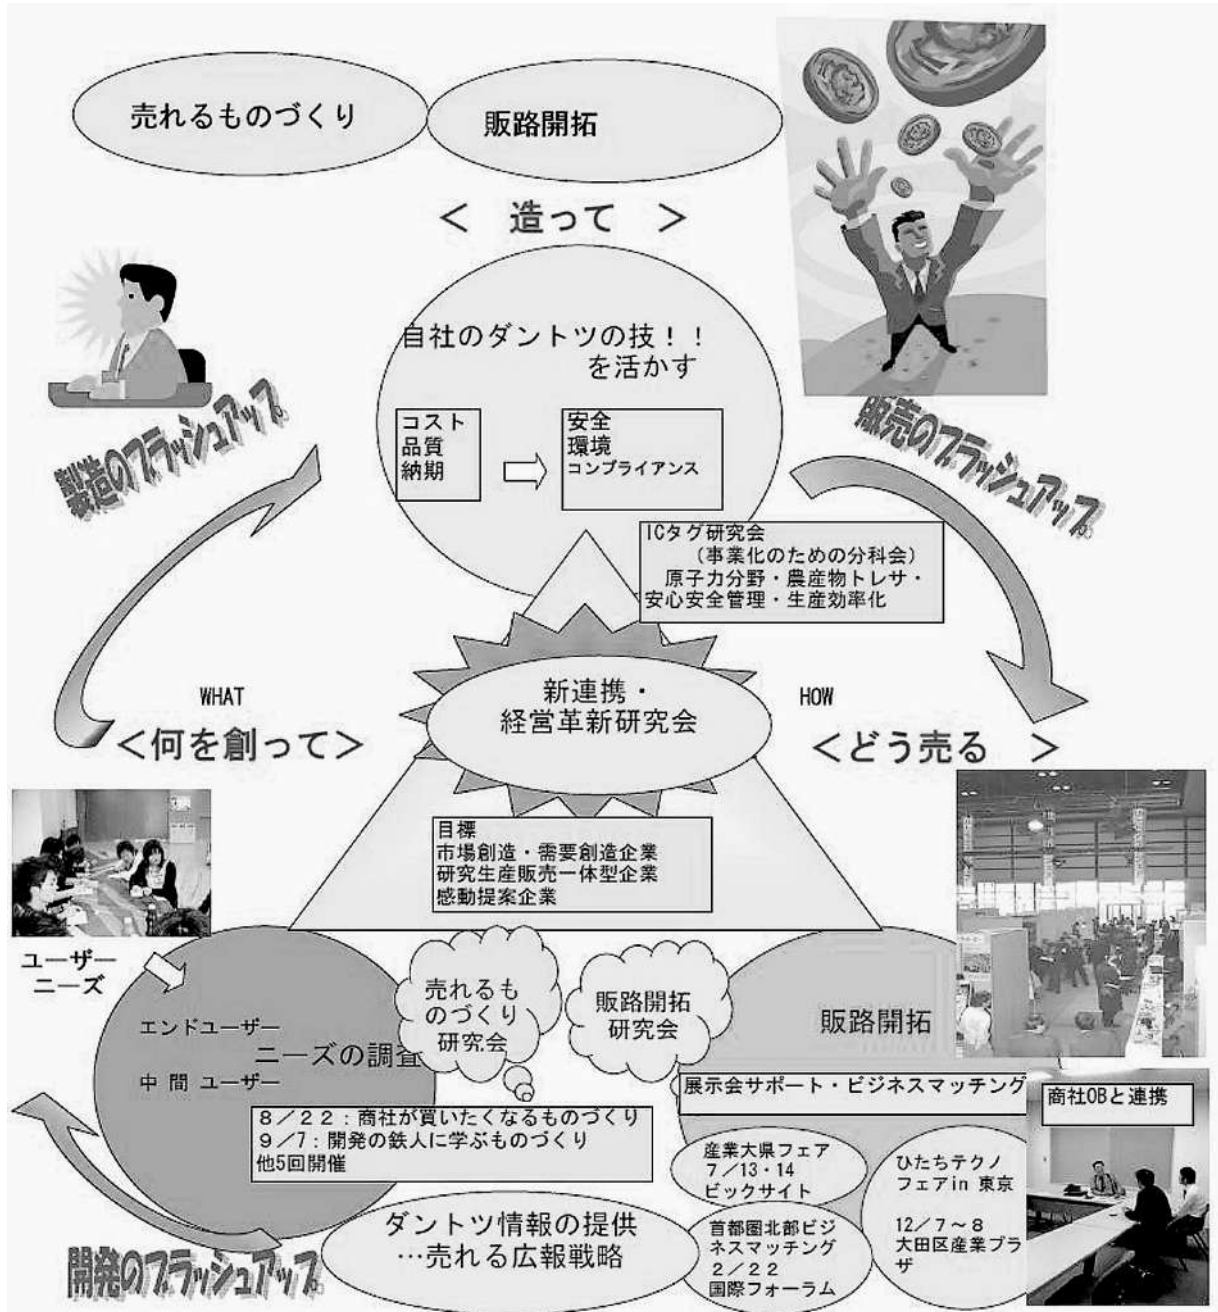 売れるものづくり
販路開拓
＜　造って　＞
自社のダントツの技！！
を活かす
コスト
品質
納期
安全
環境
コンプライアンス
製造のブラッシュアップ
販売のブラッシュアップ
ICタグ研究会
（事業化のための分科会）
原子力分野・農産物トレサ・
安心安全管理・生産効率化
新連携・
経営革新研究会
WHAT
＜何を創って＞
HOW
＜どう売る　＞
目標
市場創造・需要創造企業
研究生産販売一体型企業
感動提案企業
ユーザー
ニーズ
エンドユーザー
ニーズの調査
中間 ユーザー
売れるも
のづくり
研究会
販路開拓
研究会
販路開拓
８／２２：商社が買いたくなるものづくり
９／７：開発の鉄人に学ぶものづくり
他5回開催
展示会サポート・ビジネスマッチング
商社OBと連携
産業大県フェア
７／13・14
ビックサイト
ひたちテクノ
フェアin 東京
12／７～８
大田区産業プラ
ザ
首都圏北部ビジ
ネスマッチング
２／２２
国際フォーラム
ダントツ情報の提供
…売れる広報戦略
開発のブラッシュアップ